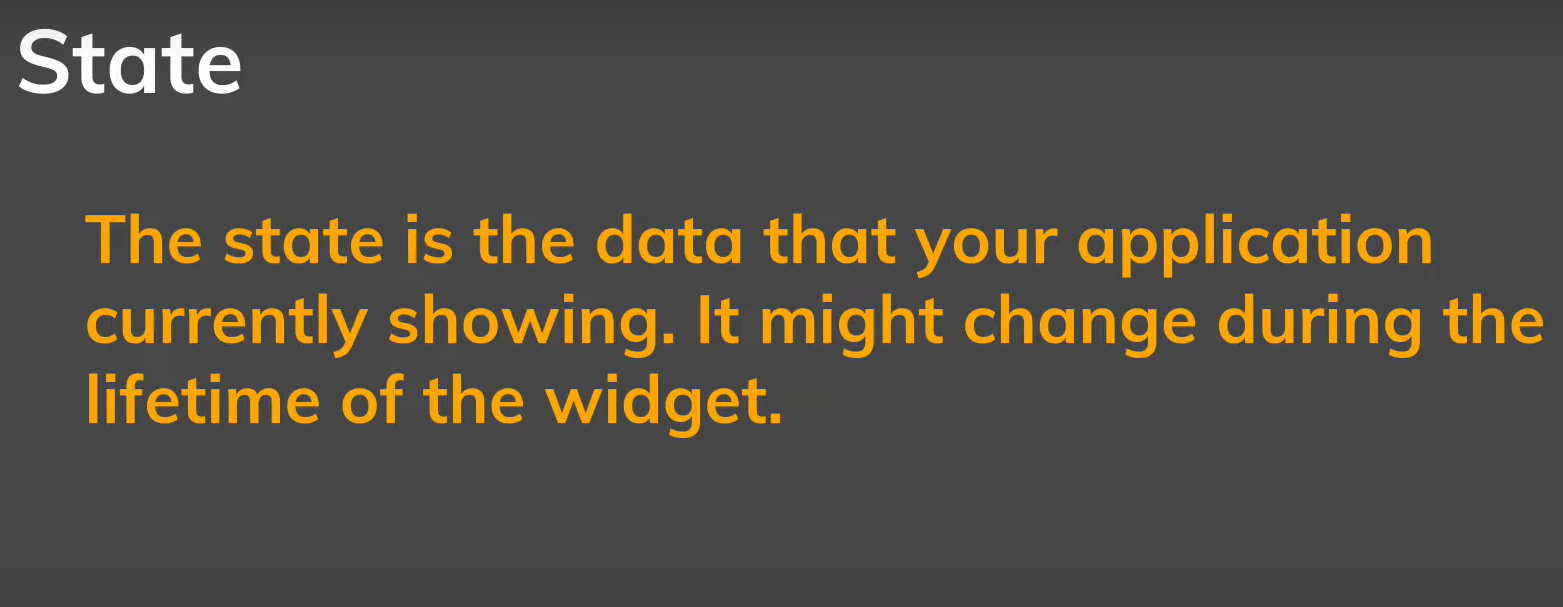 State
The state is the data that your application
currently showing. It might change during the
lifetime of the widget.